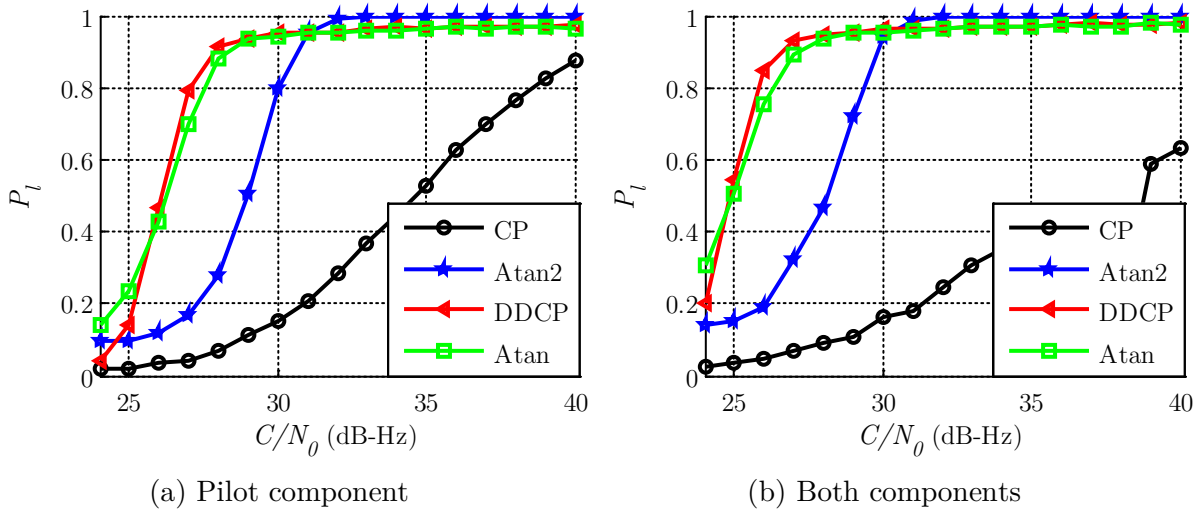 1
0.8
0.6
0.4
0.2
0
P_l
25
30
35
40
C/N_0 (dB-Hz)
CP
Atan2
DDCP
Atan
(a) Pilot component
1
0.8
0.6
0.4
0.2
0
P_l
25
30
35
40
C/N_0 (dB-Hz)
CP
Atan2
DDCP
Atan
(b) Both components